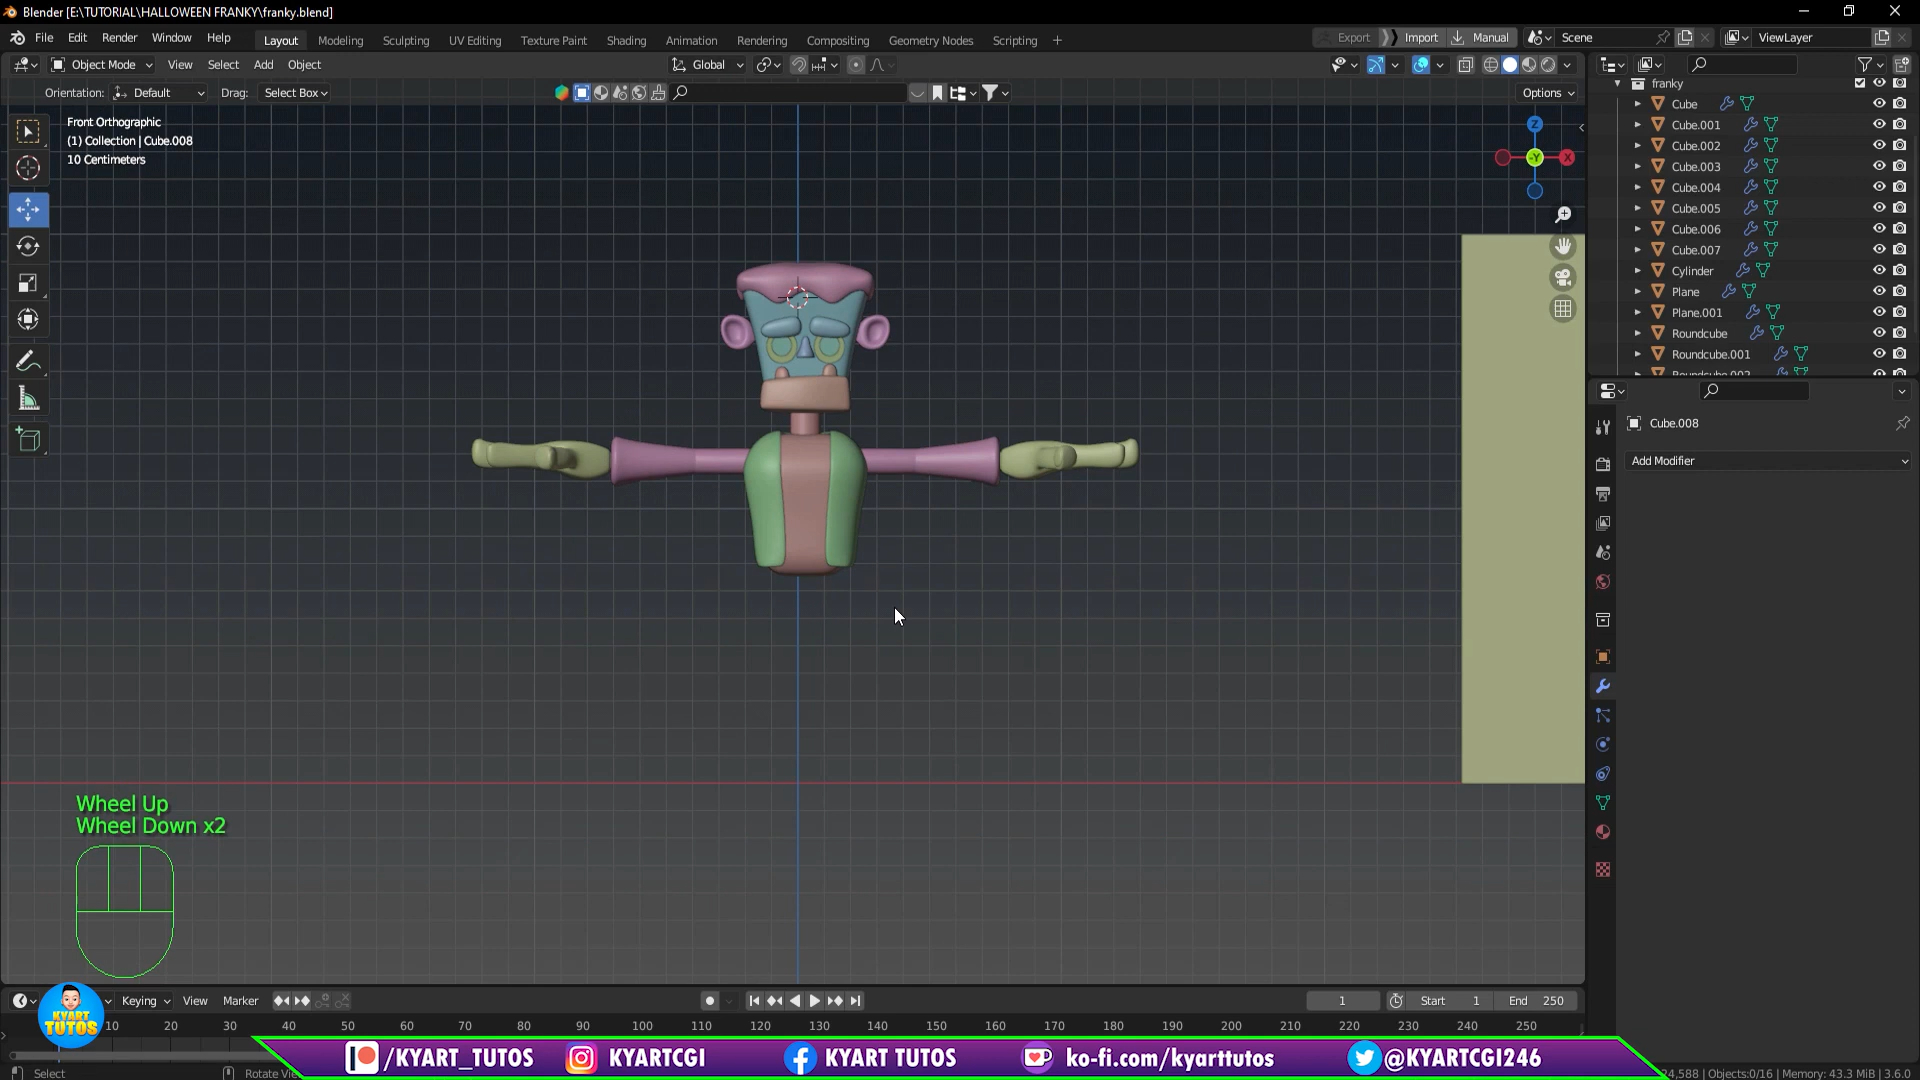 Blender [E:\TUTORIAL\HALLOWEEN FRANKY\franky.blend]
File Edit Render Window Help Layout Modeling Sculpting UV Editing Texture Paint Shading Animation Rendering Compositing Geometry Nodes Scripting + Export Import Manual Scene ViewLayer
Object Mode View Select Add Object Global
Orientation: Default Drag: Select Box Options
Front Orthographic
(1) Collection | Cube.008
10 Centimeters
Z
-Y
X
franky
Cube
Cube.001
Cube.002
Cube.003
Cube.004
Cube.005
Cube.006
Cube.007
Cylinder
Plane
Plane.001
Roundcube
Roundcube.001
Roundcube.002
Cube.008
Add Modifier
Wheel Up
Wheel Down x2
Keying View Marker 1 Start 1 End 250
KYART
TUTOS
10 20 30 40 50 60 70 80 90 100 110 120 130 140 150 160 170 180 190 200 210 220 230 240 250
/KYART_TUTOS KYARTCGI KYART TUTOS ko-fi.com/kyarttutos @KYARTCGI246
Select
24,588 | Objects:0/16 | Memory: 43.3 MiB | 3.6.0